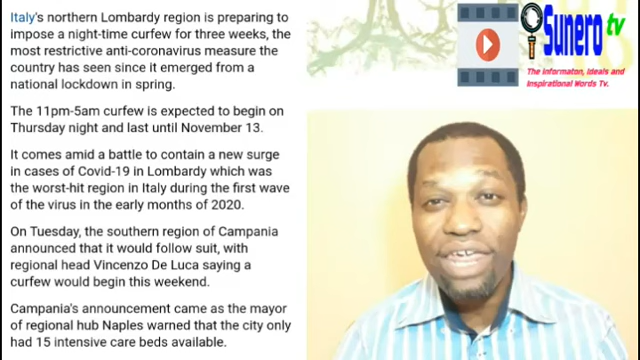 Italy's northern Lombardy region is preparing to
impose a night-time curfew for three weeks, the
most restrictive anti-coronavirus measure the
country has seen since it emerged from a
national lockdown in spring.
The 11pm-5am curfew is expected to begin on
Thursday night and last until November 13.
It comes amid a battle to contain a new surge
in cases of Covid-19 in Lombardy which was
the worst-hit region in Italy during the first wave
of the virus in the early months of 2020.
On Tuesday, the southern region of Campania
announced that it would follow suit, with
regional head Vincenzo De Luca saying a
curfew would begin this weekend.
Campania's announcement came as the mayor
of regional hub Naples warned that the city only
had 15 intensive care beds available.
Sunero tv
The Informaton, Ideals and
Inspirational Words Tv.